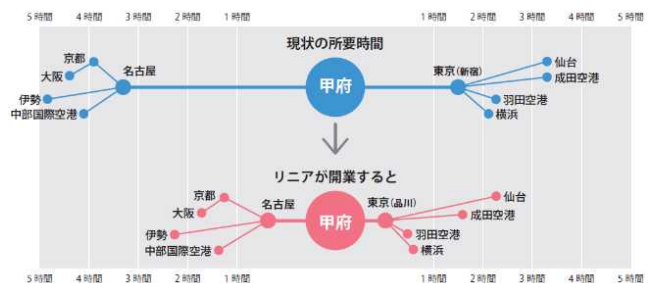 5時間 4時間 3時間 2時間 1時間 1時間 2時間 3時間 4時間 5時間
現状の所要時間
京都
大阪
名古屋
伊勢
中部国際空港
甲府
東京(新宿)
仙台
成田空港
羽田空港
横浜
リニアが開業すると
京都
大阪
名古屋
伊勢
中部国際空港
甲府
東京(品川)
仙台
成田空港
羽田空港
横浜
5時間 4時間 3時間 2時間 1時間 1時間 2時間 3時間 4時間 5時間